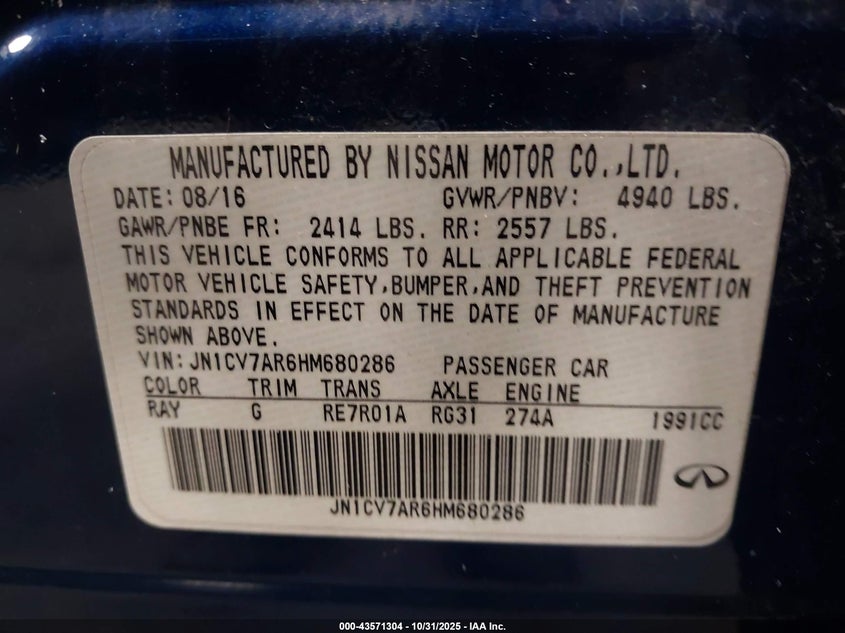 MANUFACTURED BY NISSAN MOTOR CO.,LTD.
DATE: 08/16 GVWR/PNBV: 4940 LBS.
GAWR/PNBE FR: 2414 LBS. RR: 2557 LBS.
THIS VEHICLE CONFORMS TO ALL APPLICABLE FEDERAL
MOTOR VEHICLE SAFETY,BUMPER,AND THEFT PREVENTION
STANDARDS IN EFFECT ON THE DATE OF MANUFACTURE
SHOWN ABOVE.
VIN: JN1CV7AR6HM680286 PASSENGER CAR
COLOR TRIM TRANS AXLE ENGINE
RAY G RE7R01A RG31 274A 1991CC
JN1CV7AR6HM680286
000-43571304 - 10/31/2025 - IAA Inc.